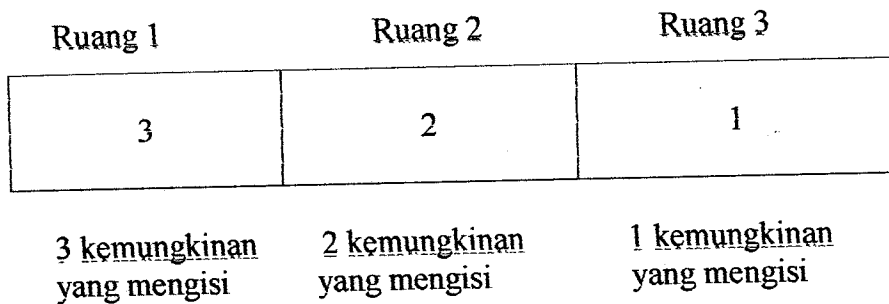 Ruang 1 Ruang 2 Ruang 3
3 2 1
3 kemungkinan 2 kemungkinan 1 kemungkinan
yang mengisi yang mengisi yang mengisi